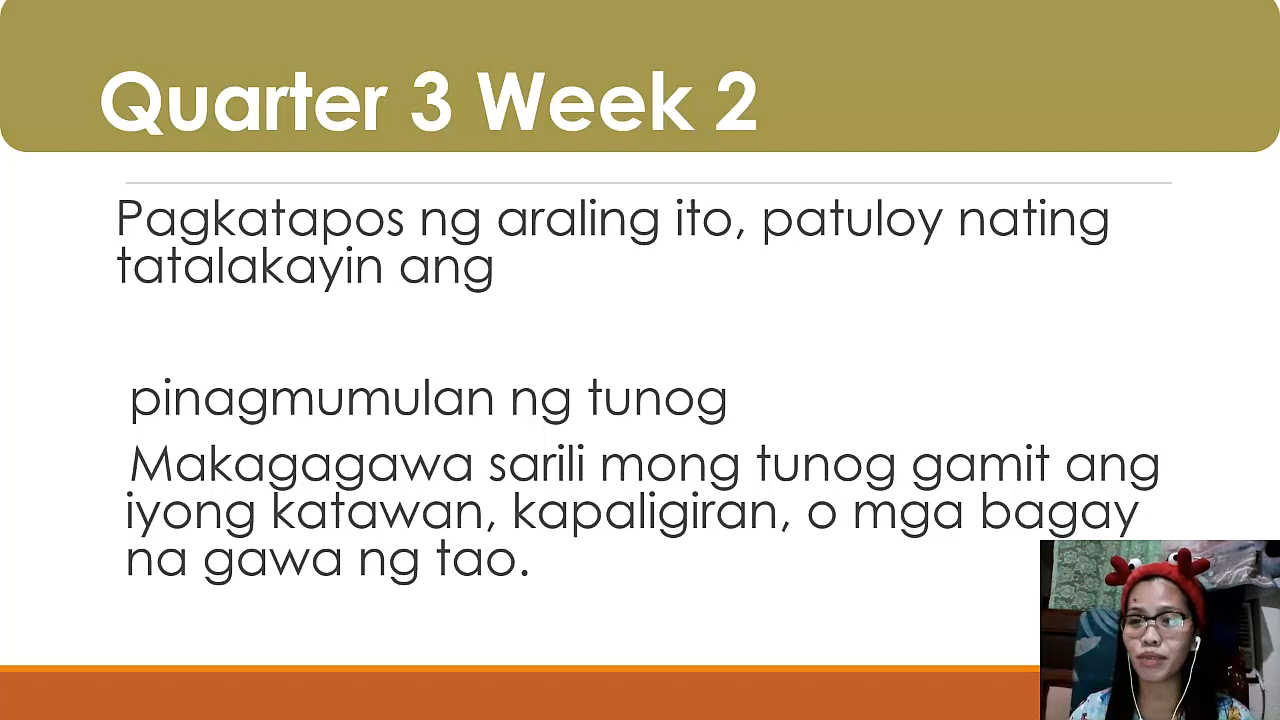 Quarter 3 Week 2
Pagkatapos ng araling ito, patuloy nating
tatalakayin ang
pinagmumulan ng tunog
Makagagawa sarili mong tunog gamit ang
iyong katawan, kapaligiran, o mga bagay
na gawa ng tao.